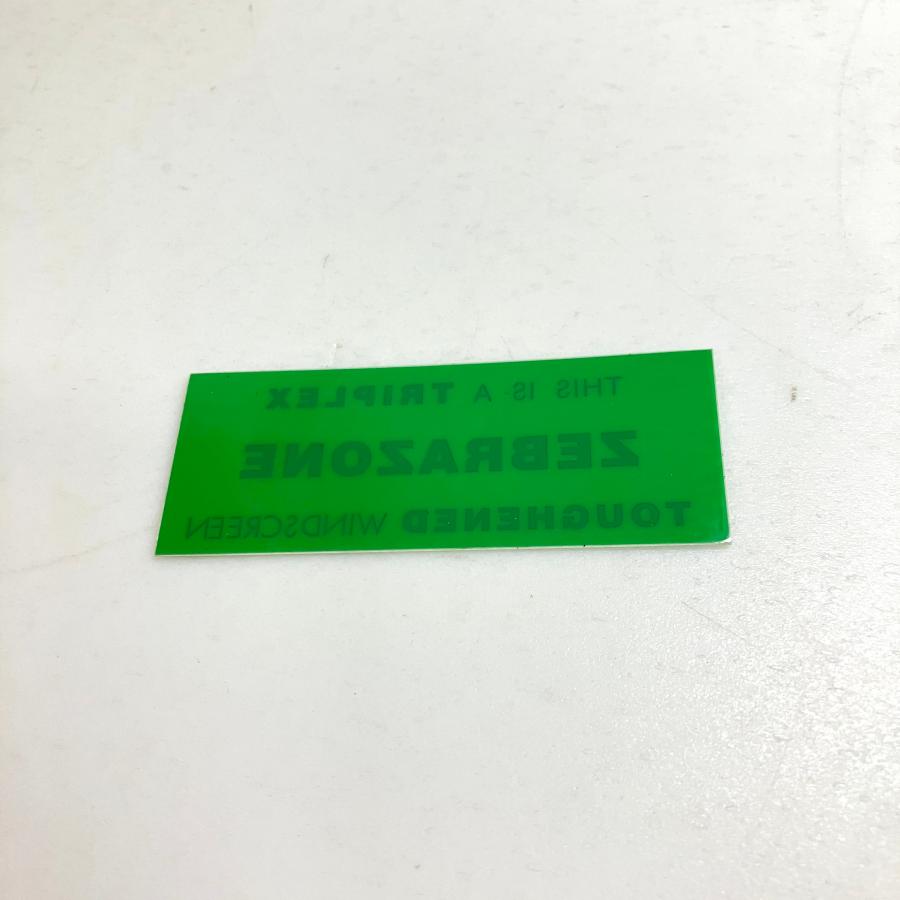 THIS IS A TRIPLEX
ZEBRAZONE
TOUGHENED WINDSCREEN